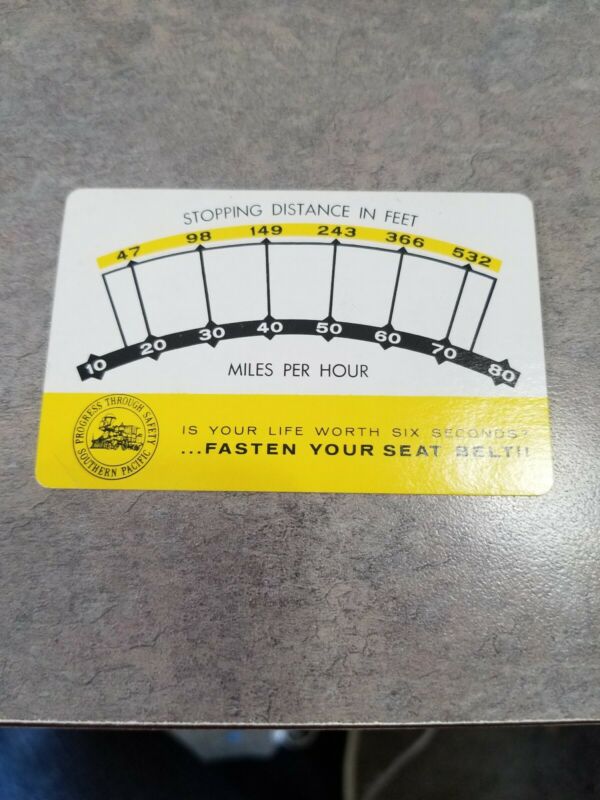 STOPPING DISTANCE IN FEET
47 98 149 243 366 532
10 20 30 40 50 60 70 80
MILES PER HOUR
PROGRESS THROUGH SAFETY
SOUTHERN PACIFIC
IS YOUR LIFE WORTH SIX SECONDS?
...FASTEN YOUR SEAT BELT!!